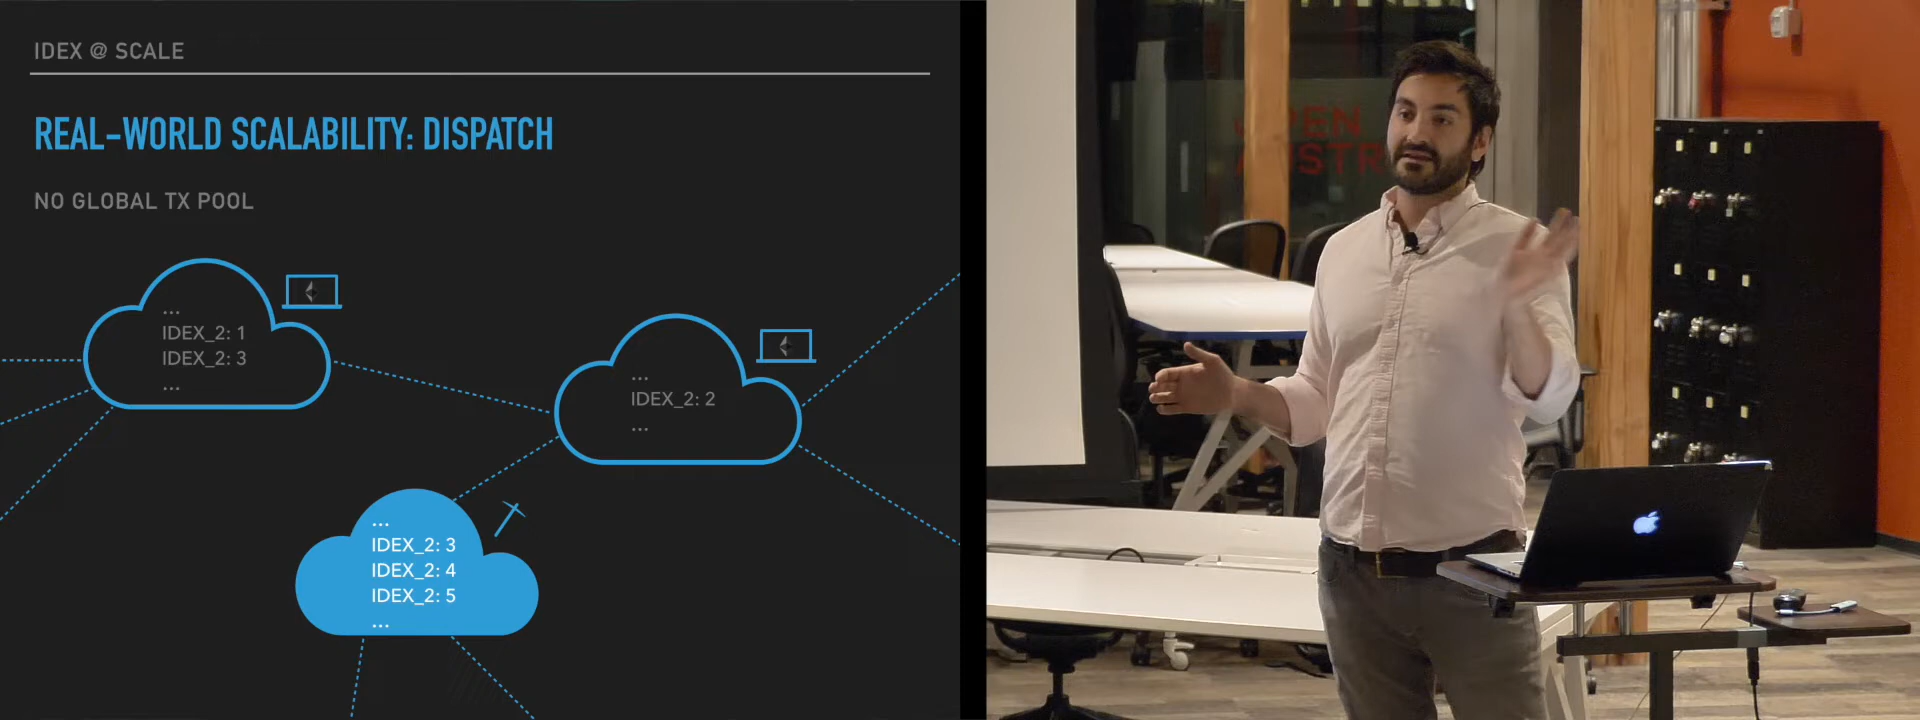 IDEX @ SCALE
REAL-WORLD SCALABILITY: DISPATCH
NO GLOBAL TX POOL
...
IDEX_2: 1
IDEX_2: 3
...
...
IDEX_2: 2
...
...
IDEX_2: 3
IDEX_2: 4
IDEX_2: 5
...
OPEN